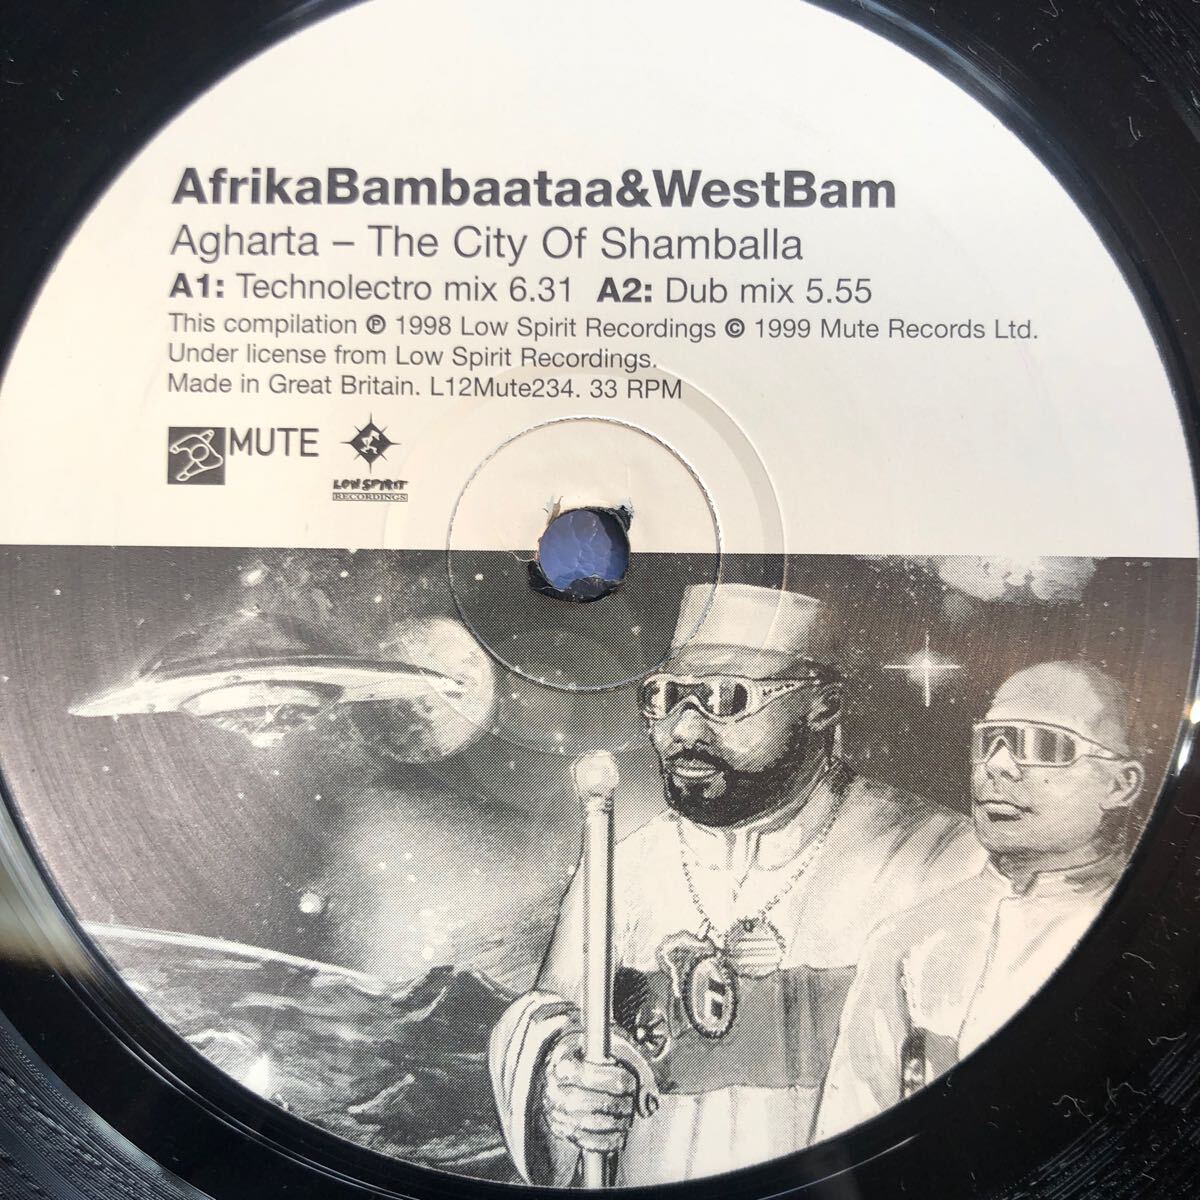 AfrikaBambaataa&WestBam
Agharta – The City Of Shamballa
A1: Technolectro mix 6.31 A2: Dub mix 5.55
This compilation ℗ 1998 Low Spirit Recordings © 1999 Mute Records Ltd.
Under license from Low Spirit Recordings.
Made in Great Britain. L12Mute234. 33 RPM
MUTE
LOW SPIRIT
RECORDINGS